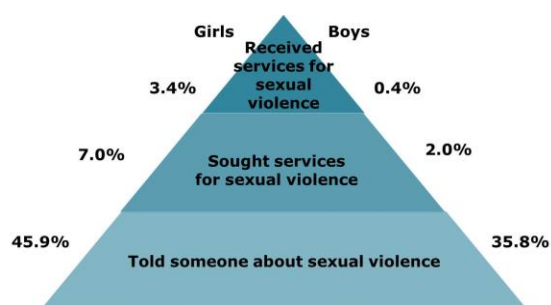 Girls Boys
Received
services for
sexual
violence
3.4% 0.4%
7.0% 2.0%
Sought services
for sexual violence
45.9% 35.8%
Told someone about sexual violence